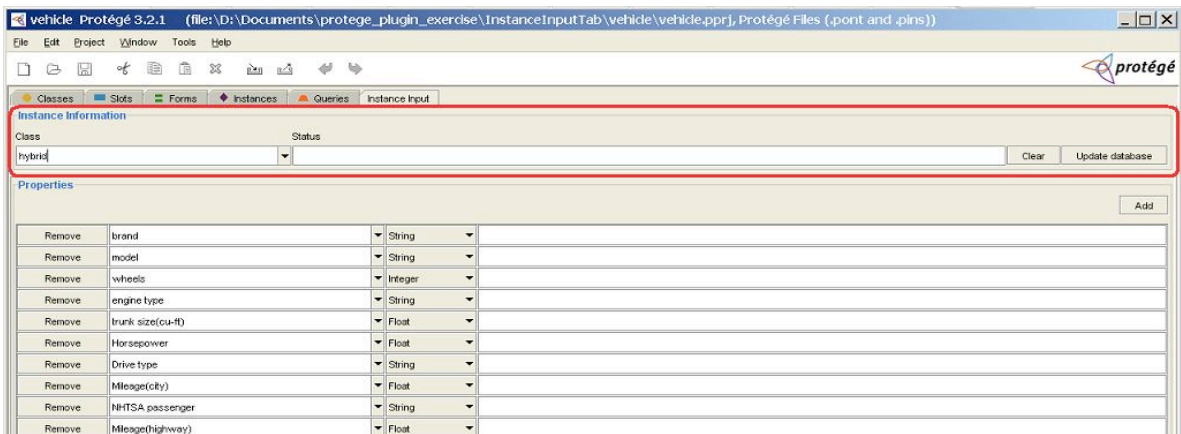 vehicle Protégé 3.2.1 (file:\D:\Documents\protege_plugin_exercise\InstanceInputTab\vehicle\vehicle.pprj, Protégé Files (.pont and .pins))
File Edit Project Window Tools Help
protégé
Classes Slots Forms Instances Queries Instance Input
Instance Information
Class Status
hybrid Clear Update database
Properties
Add
Remove brand String
Remove model String
Remove wheels Integer
Remove engine type String
Remove trunk size(cu-ft) Float
Remove Horsepower Float
Remove Drive type String
Remove Mileage(city) Float
Remove NHTSA passenger String
Remove Mileage(highway) Float